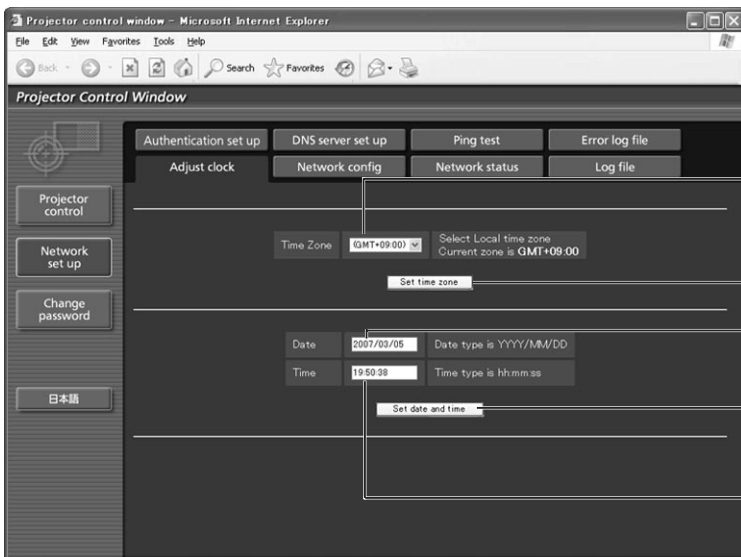 Projector control window - Microsoft Internet Explorer
File Edit View Favorites Tools Help
Back Search Favorites
Projector Control Window
Authentication set up DNS server set up Ping test Error log file
Adjust clock Network config Network status Log file
Projector
control
Network
set up
Change
password
日本語
Time Zone (GMT+09:00) Select Local time zone
Current zone is GMT+09:00
Set time zone
Date 2007/03/05 Date type is YYYY/MM/DD
Time 19:50:38 Time type is hh:mm:ss
Set date and time